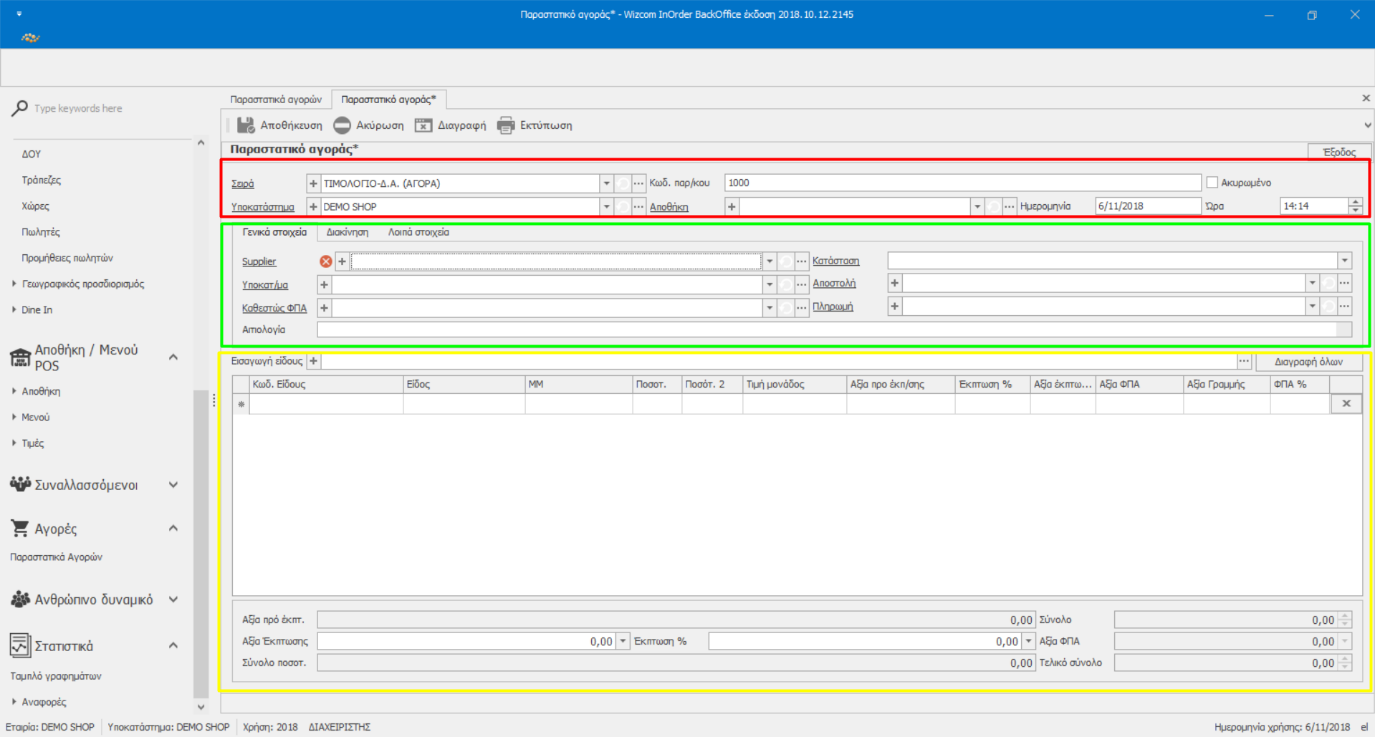 Παραστατικό αγοράς* - Wizcom InOrder BackOffice έκδοση 2018.10.12.2145
Type keywords here
ΔΟΥ
Τράπεζες
Χώρες
Πωλητές
Προμήθειες πωλητών
Γεωγραφικός προσδιορισμός
Dine In
Αποθήκη / Μενού
POS
Αποθήκη
Μενού
Τιμές
Συναλλασσόμενοι
Αγορές
Παραστατικά Αγορών
Ανθρώπινο δυναμικό
Στατιστικά
Ταμπλό γραφημάτων
Αναφορές
Παραστατικά αγορών Παραστατικό αγοράς*
Αποθήκευση Ακύρωση Διαγραφή Εκτύπωση
Παραστατικό αγοράς* Έξοδος
Σειρά ΤΙΜΟΛΟΓΙΟ-Δ.Α. (ΑΓΟΡΑ) Κωδ. παρ/κου 1000 Ακυρωμένο
Υποκατάστημα DEMO SHOP Αποθήκη Ημερομηνία 6/11/2018 Ώρα 14:14
Γενικά στοιχεία Διακίνηση Λοιπά στοιχεία
Supplier Κατάσταση
Υποκατ/μα Αποστολή
Καθεστώς ΦΠΑ Πληρωμή
Αιτιολογία
Εισαγωγή είδους Διαγραφή όλων
Κωδ. Είδους Είδος ΜΜ Ποσοτ. Ποσότ. 2 Τιμή μονάδος Αξία προ έκπ/σης Έκπτωση % Αξία έκπτω... Αξία ΦΠΑ Αξία Γραμμής ΦΠΑ %
Αξία πρό έκπτ. 0,00 Σύνολο 0,00
Αξία Έκπτωσης 0,00 Έκπτωση % 0,00 Αξία ΦΠΑ 0,00
Σύνολο ποσοτ. 0,00 Τελικό σύνολο 0,00
Εταιρία: DEMO SHOP Υποκατάστημα: DEMO SHOP Χρήση: 2018 ΔΙΑΧΕΙΡΙΣΤΗΣ Ημερομηνία χρήσης: 6/11/2018 el